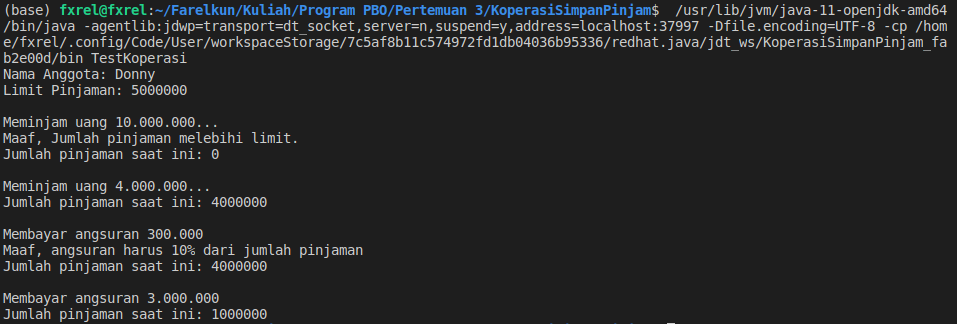 (base) fxrel@fxrel:~/Farelkun/Kuliah/Program PBO/Pertemuan 3/KoperasiSimpanPinjam$  /usr/lib/jvm/java-11-openjdk-amd64
/bin/java -agentlib:jdwp=transport=dt_socket,server=n,suspend=y,address=localhost:37997 -Dfile.encoding=UTF-8 -cp /hom
e/fxrel/.config/Code/User/workspaceStorage/7c5af8b11c574972fd1db04036b95336/redhat.java/jdt_ws/KoperasiSimpanPinjam_fa
b2e00d/bin TestKoperasi
Nama Anggota: Donny
Limit Pinjaman: 5000000
Meminjam uang 10.000.000...
Maaf, Jumlah pinjaman melebihi limit.
Jumlah pinjaman saat ini: 0
Meminjam uang 4.000.000...
Jumlah pinjaman saat ini: 4000000
Membayar angsuran 300.000
Maaf, angsuran harus 10% dari jumlah pinjaman
Jumlah pinjaman saat ini: 4000000
Membayar angsuran 3.000.000
Jumlah pinjaman saat ini: 1000000